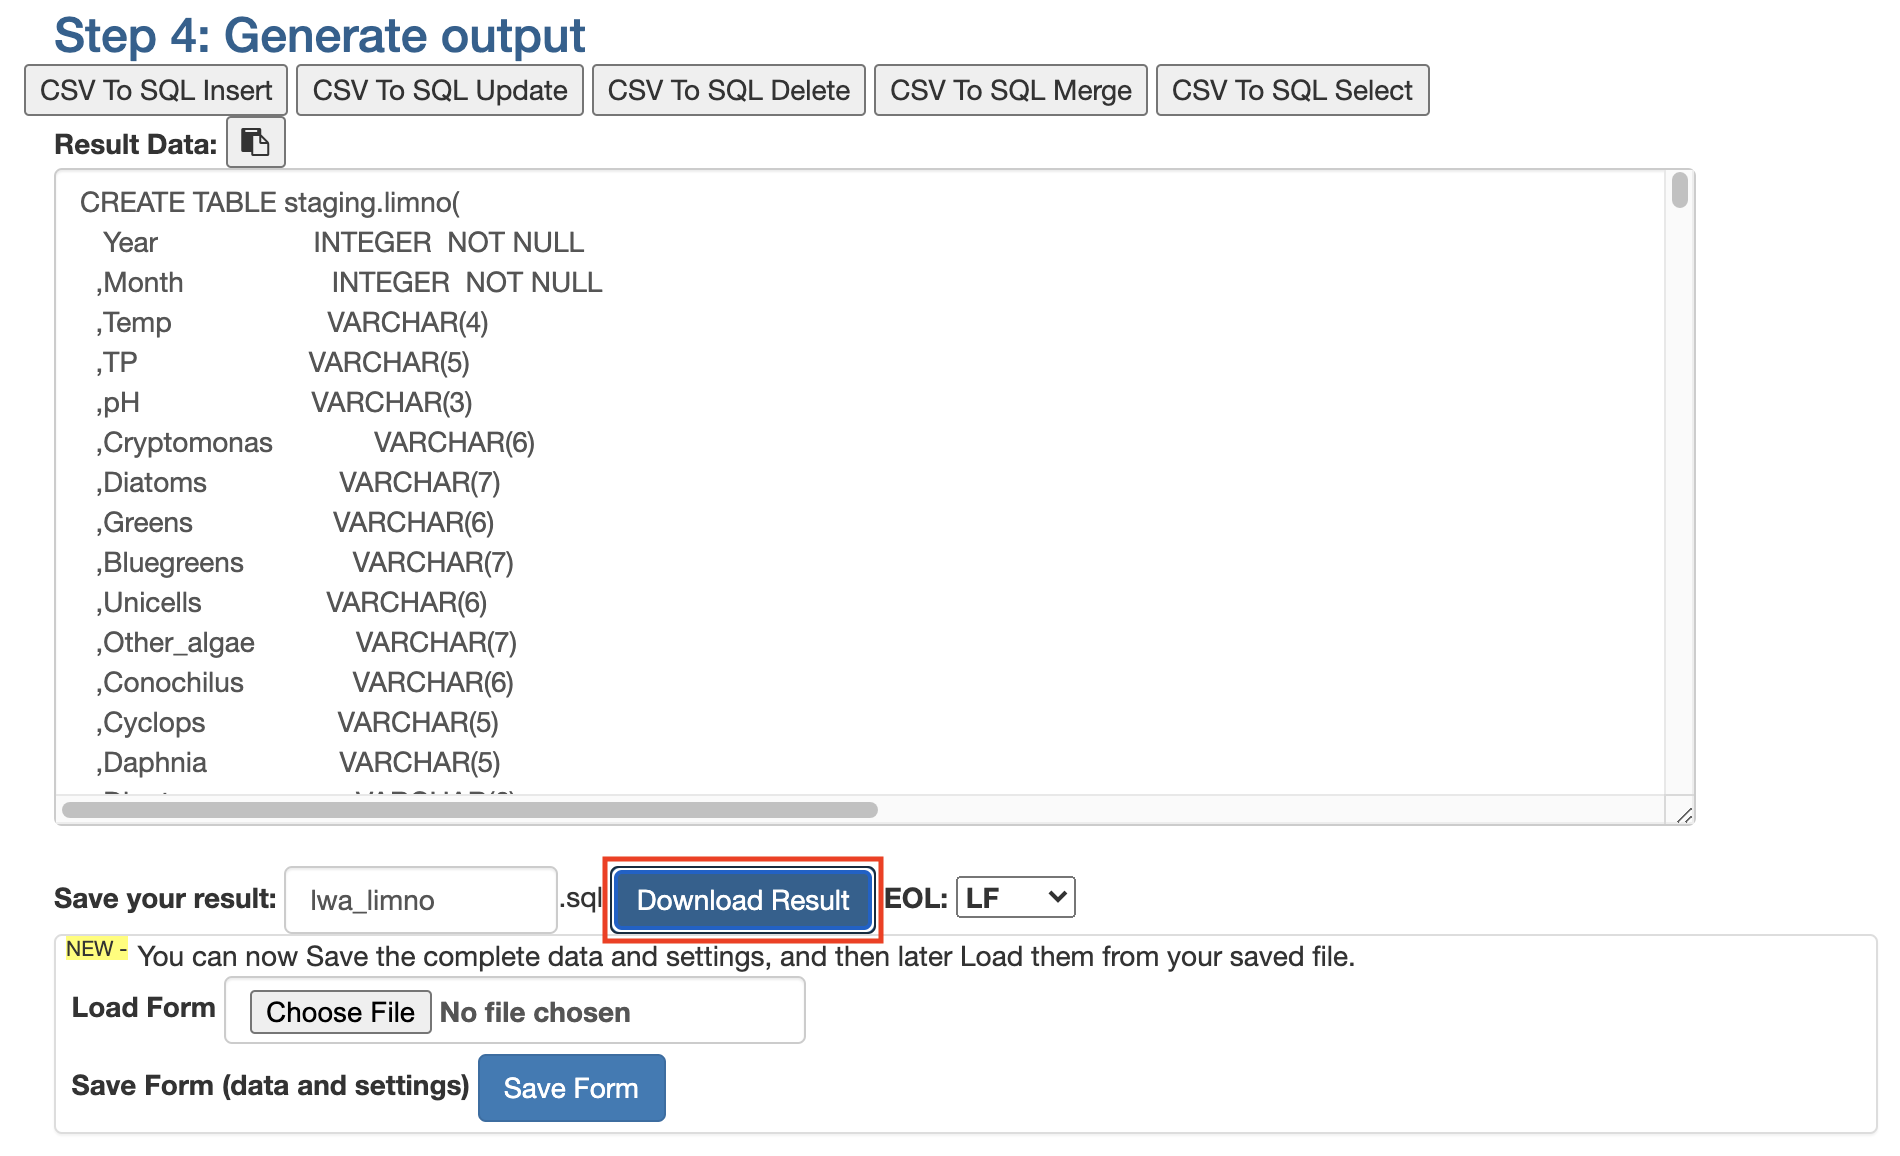 Step 4: Generate output
CSV To SQL Insert CSV To SQL Update CSV To SQL Delete CSV To SQL Merge CSV To SQL Select
Result Data:
CREATE TABLE staging.limno(
Year INTEGER NOT NULL
,Month INTEGER NOT NULL
,Temp VARCHAR(4)
,TP VARCHAR(5)
,pH VARCHAR(3)
,Cryptomonas VARCHAR(6)
,Diatoms VARCHAR(7)
,Greens VARCHAR(6)
,Bluegreens VARCHAR(7)
,Unicells VARCHAR(6)
,Other_algae VARCHAR(7)
,Conochilus VARCHAR(6)
,Cyclops VARCHAR(5)
,Daphnia VARCHAR(5)
Save your result: lwa_limno .sql Download Result EOL: LF
NEW - You can now Save the complete data and settings, and then later Load them from your saved file.
Load Form Choose File No file chosen
Save Form (data and settings) Save Form